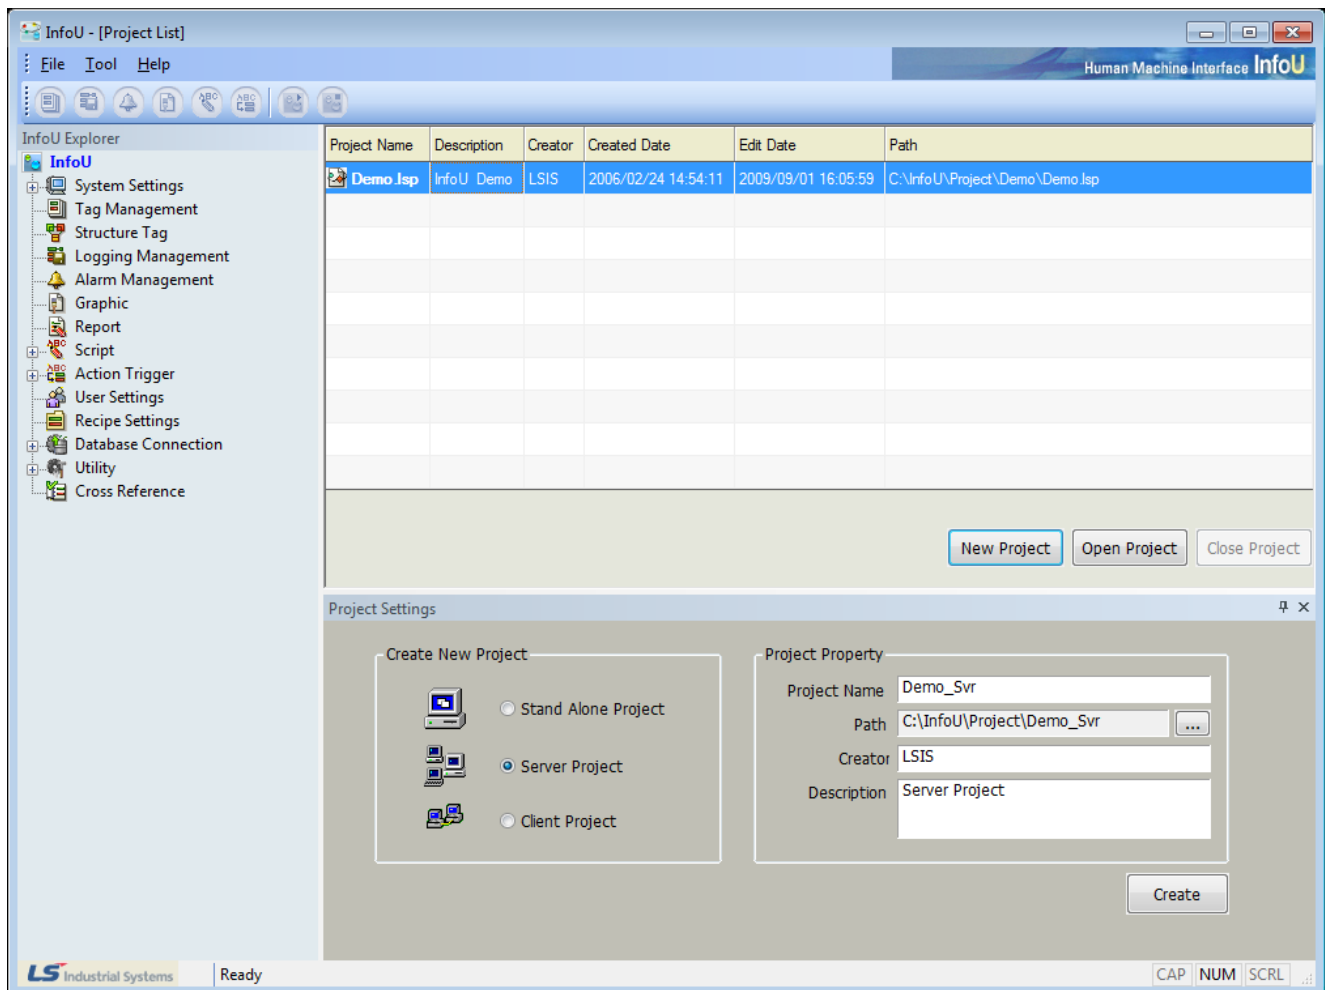 InfoU - [Project List]
File Tool Help
Human Machine Interface InfoU
InfoU Explorer
InfoU
System Settings
Tag Management
Structure Tag
Logging Management
Alarm Management
Graphic
Report
Script
Action Trigger
User Settings
Recipe Settings
Database Connection
Utility
Cross Reference
Project Name Description Creator Created Date Edit Date Path
Demo.lsp InfoU Demo LSIS 2006/02/24 14:54:11 2009/09/01 16:05:59 C:\InfoU\Project\Demo\Demo.lsp
New Project Open Project Close Project
Project Settings
Create New Project
Stand Alone Project
Server Project
Client Project
Project Property
Project Name Demo_Svr
Path C:\InfoU\Project\Demo_Svr ...
Creator LSIS
Description Server Project
Create
LS Industrial Systems Ready CAP NUM SCRL